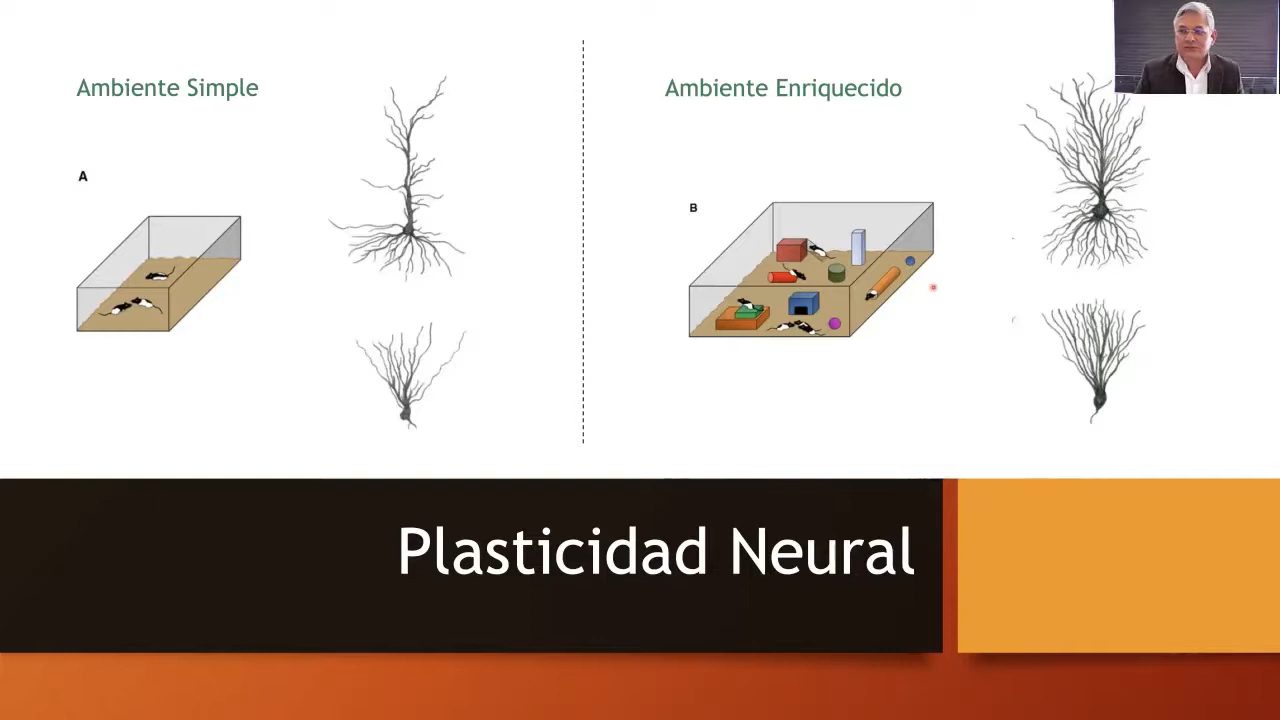 Ambiente Simple
A
Ambiente Enriquecido
B
Plasticidad Neural